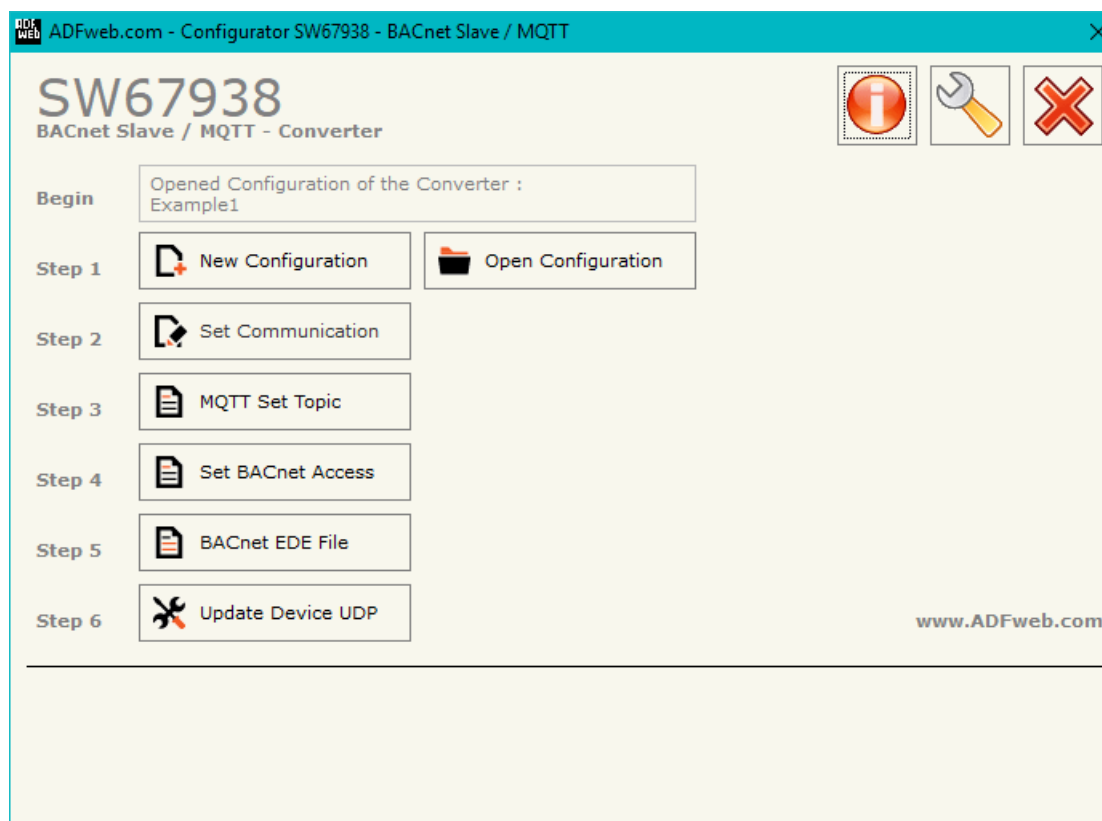 ADF WEB ADFweb.com - Configurator SW67938 - BACnet Slave / MQTT
SW67938
BACnet Slave / MQTT - Converter
Begin
Opened Configuration of the Converter :
Example1
Step 1 New Configuration Open Configuration
Step 2 Set Communication
Step 3 MQTT Set Topic
Step 4 Set BACnet Access
Step 5 BACnet EDE File
Step 6 Update Device UDP
www.ADFweb.com